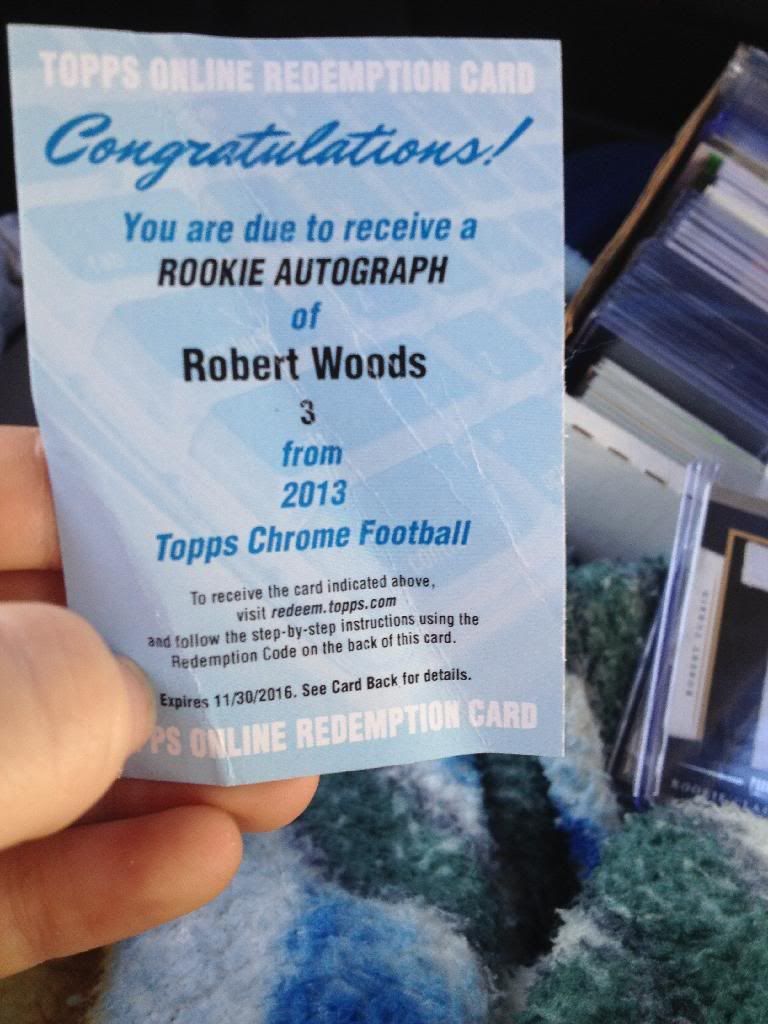 TOPPS ONLINE REDEMPTION CARD
Congratulations!
You are due to receive a
ROOKIE AUTOGRAPH
of
Robert Woods
3
from
2013
Topps Chrome Football
To receive the card indicated above,
visit redeem.topps.com
and follow the step-by-step instructions using the
Redemption Code on the back of this card.
Expires 11/30/2016. See Card Back for details.
PS ONLINE REDEMPTION CARD